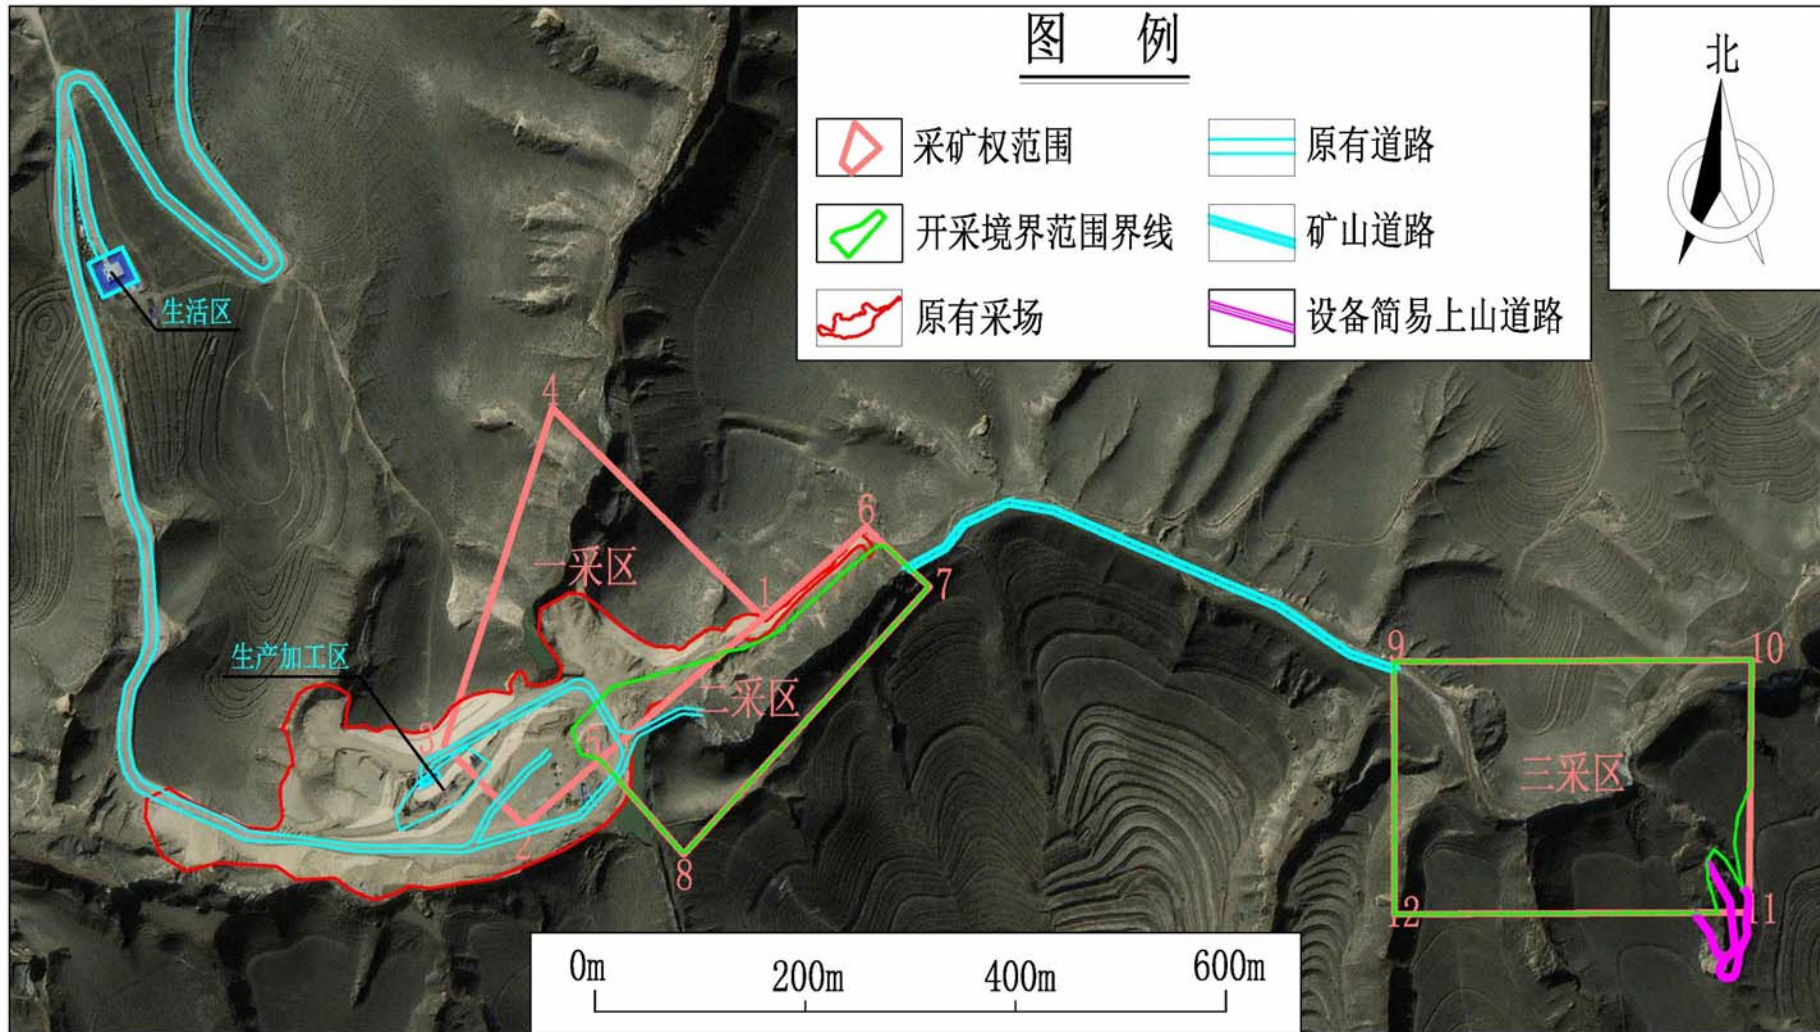 图 例
北
采矿权范围
原有道路
开采境界范围界线
矿山道路
原有采场
设备简易上山道路
生活区
4
6
一采区
7
1
9
10
生产加工区
二采区
3
5
三采区
2
8
12
11
0m 200m 400m 600m